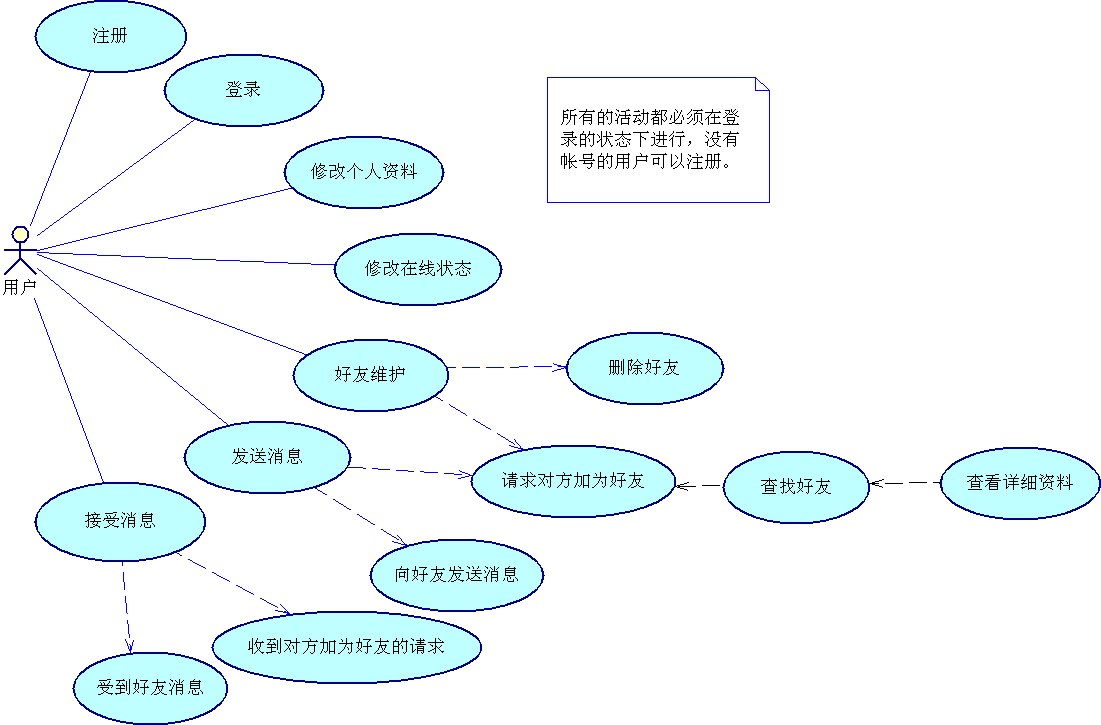 注册
登录
所有的活动都必须在登
录的状态下进行，没有
帐号的用户可以注册。
修改个人资料
用户
修改在线状态
好友维护
删除好友
发送消息
请求对方加为好友
查找好友
查看详细资料
接受消息
向好友发送消息
收到对方加为好友的请求
受到好友消息